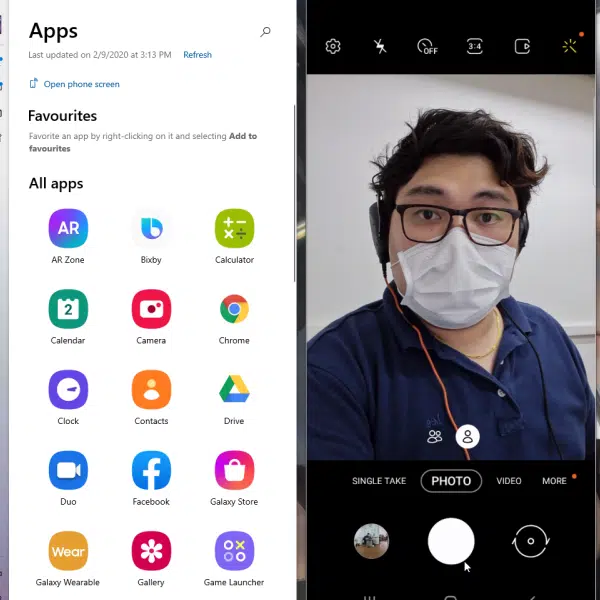 Apps
Last updated on 2/9/2020 at 3:13 PM Refresh
Open phone screen
Favourites
Favorite an app by right-clicking on it and selecting Add to
favourites
All apps
AR
AR Zone Bixby Calculator
2
Calendar Camera Chrome
Clock Contacts Drive
Duo Facebook Galaxy Store
Wear
Galaxy Wearable Gallery Game Launcher
OFF 3:4
SINGLE TAKE PHOTO VIDEO MORE